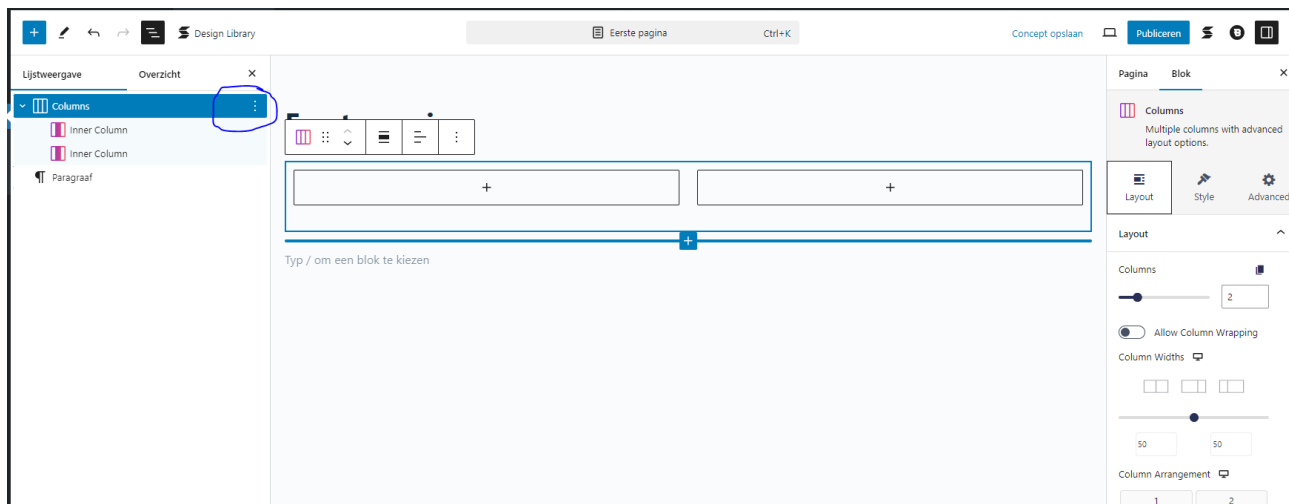 Design Library
Eerste pagina
Ctrl+K
Concept opslaan
Publiceren
Lijstweergave
Overzicht
Pagina
Blok
Columns
Inner Column
Inner Column
Paragraaf
Typ / om een blok te kiezen
Columns
Multiple columns with advanced
layout options.
Layout
Style
Advanced
Layout
Columns
2
Allow Column Wrapping
Column Widths
50
50
Column Arrangement
1
2